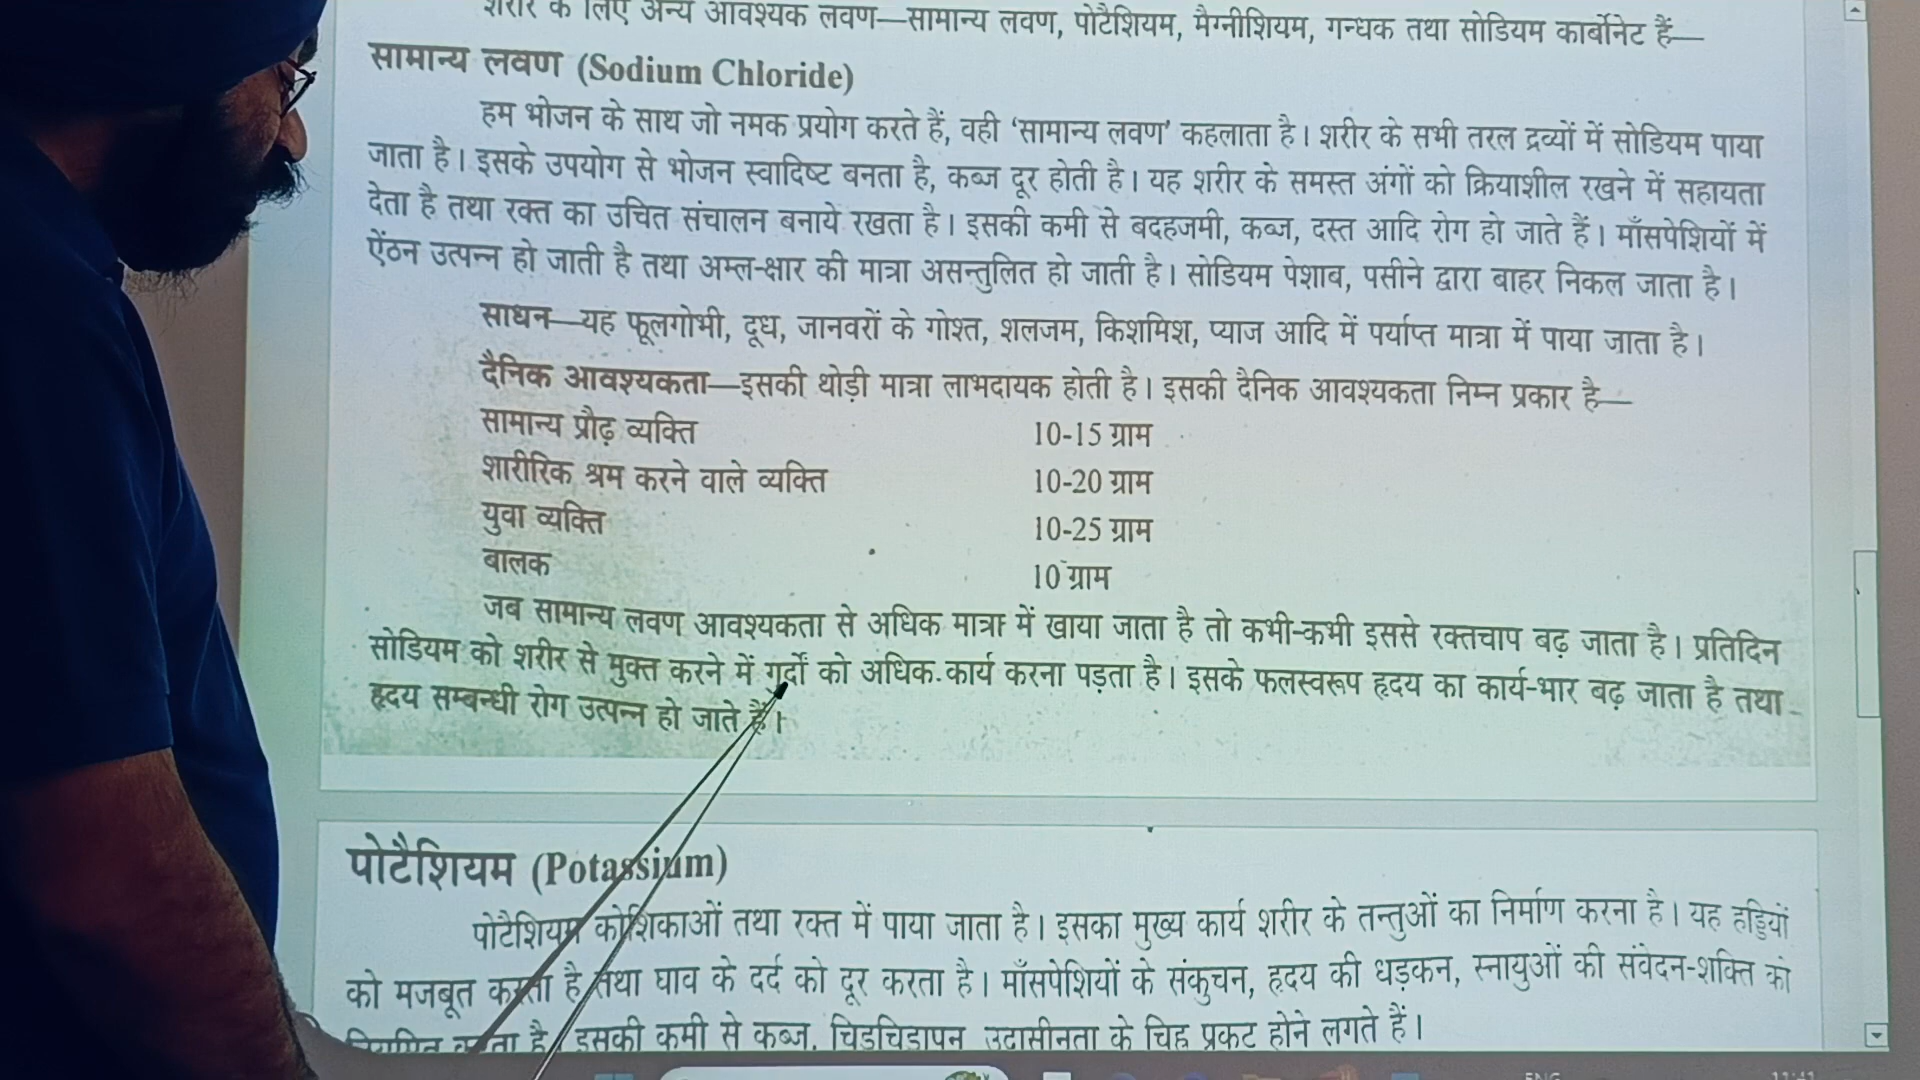 शरीर के लिए अन्य आवश्यक लवण—सामान्य लवण, पोटैशियम, मैग्नीशियम, गन्धक तथा सोडियम कार्बोनेट हैं—
सामान्य लवण (Sodium Chloride)
हम भोजन के साथ जो नमक प्रयोग करते हैं, वही ‘सामान्य लवण’ कहलाता है। शरीर के सभी तरल द्रव्यों में सोडियम पाया
जाता है। इसके उपयोग से भोजन स्वादिष्ट बनता है, कब्ज दूर होती है। यह शरीर के समस्त अंगों को क्रियाशील रखने में सहायता
देता है तथा रक्त का उचित संचालन बनाये रखता है। इसकी कमी से बदहजमी, कब्ज, दस्त आदि रोग हो जाते हैं। माँसपेशियों में
ऐंठन उत्पन्न हो जाती है तथा अम्ल-क्षार की मात्रा असन्तुलित हो जाती है। सोडियम पेशाब, पसीने द्वारा बाहर निकल जाता है।
साधन—यह फूलगोभी, दूध, जानवरों के गोश्त, शलजम, किशमिश, प्याज आदि में पर्याप्त मात्रा में पाया जाता है।
दैनिक आवश्यकता—इसकी थोड़ी मात्रा लाभदायक होती है। इसकी दैनिक आवश्यकता निम्न प्रकार है—
सामान्य प्रौढ़ व्यक्ति 10-15 ग्राम
शारीरिक श्रम करने वाले व्यक्ति 10-20 ग्राम
युवा व्यक्ति 10-25 ग्राम
बालक 10 ग्राम
जब सामान्य लवण आवश्यकता से अधिक मात्रा में खाया जाता है तो कभी-कभी इससे रक्तचाप बढ़ जाता है। प्रतिदिन
सोडियम को शरीर से मुक्त करने में गुर्दों को अधिक कार्य करना पड़ता है। इसके फलस्वरूप हृदय का कार्य-भार बढ़ जाता है तथा
हृदय सम्बन्धी रोग उत्पन्न हो जाते हैं।
पोटैशियम (Potassium)
पोटैशियम कोशिकाओं तथा रक्त में पाया जाता है। इसका मुख्य कार्य शरीर के तन्तुओं का निर्माण करना है। यह हड्डियों
को मजबूत करता है तथा घाव के दर्द को दूर करता है। माँसपेशियों के संकुचन, हृदय की धड़कन, स्नायुओं की संवेदन-शक्ति को
नियमित करता है। इसकी कमी से कब्ज, चिड़चिड़ापन, उदासीनता के चिह्न प्रकट होने लगते हैं।